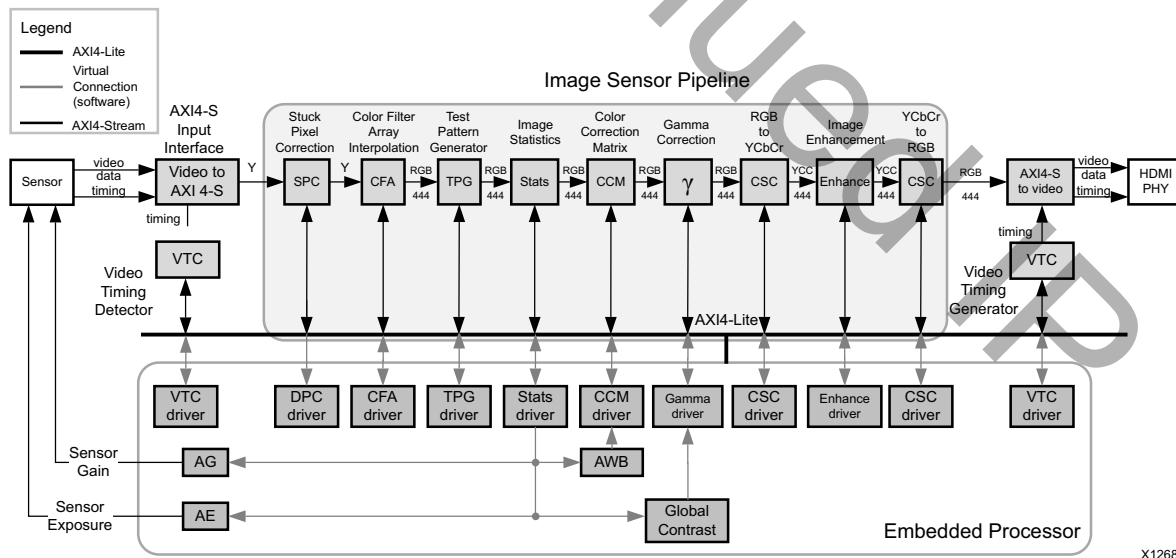 Legend
AXI4-Lite
Virtual
Connection
(software)
AXI4-Stream
Image Sensor Pipeline
AXI4-S
Input
Interface
Stuck
Pixel
Correction
Color Filter
Array
Interpolation
Test
Pattern
Generator
Image
Statistics
Color
Correction
Matrix
Gamma
Correction
RGB
to
YCbCr
Image
Enhancement
YCbCr
to
RGB
Sensor
video
data
timing
Video to
AXI 4-S
Y
SPC
Y
CFA
RGB
444
TPG
RGB
444
Stats
RGB
444
CCM
RGB
444
γ
RGB
444
CSC
YCC
444
Enhance
YCC
444
CSC
RGB
444
AXI4-S
to video
video
data
timing
HDMI
PHY
timing
VTC
Video
Timing
Detector
timing
VTC
Video
Timing
Generator
AXI4-Lite
VTC
driver
DPC
driver
CFA
driver
TPG
driver
Stats
driver
CCM
driver
Gamma
driver
CSC
driver
Enhance
driver
CSC
driver
VTC
driver
Sensor
Gain
AG
AWB
Sensor
Exposure
AE
Global
Contrast
Embedded Processor
X1268
ued IP